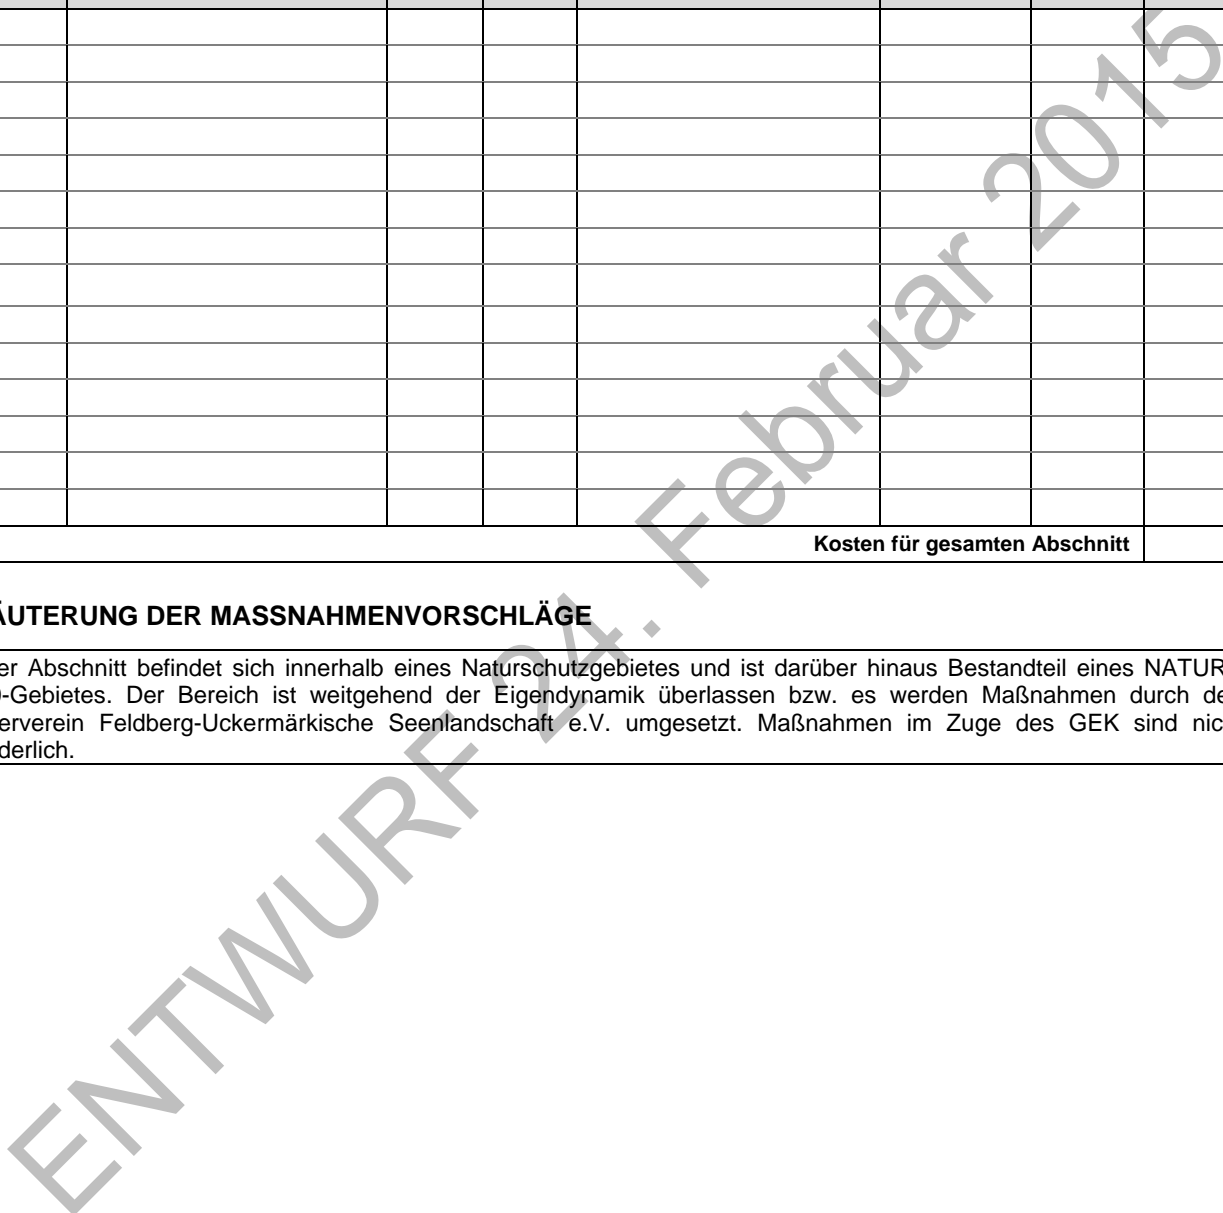 Kosten für gesamten Abschnitt
ÄUTERUNG DER MASSNAHMENVORSCHLÄGE
er Abschnitt befindet sich innerhalb eines Naturschutzgebietes und ist darüber hinaus Bestandteil eines NATUR
-Gebietes. Der Bereich ist weitgehend der Eigendynamik überlassen bzw. es werden Maßnahmen durch de
erverein Feldberg-Uckermärkische Seenlandschaft e.V. umgesetzt. Maßnahmen im Zuge des GEK sind nic
derlich.
ENTWURF 24. Februar 2015